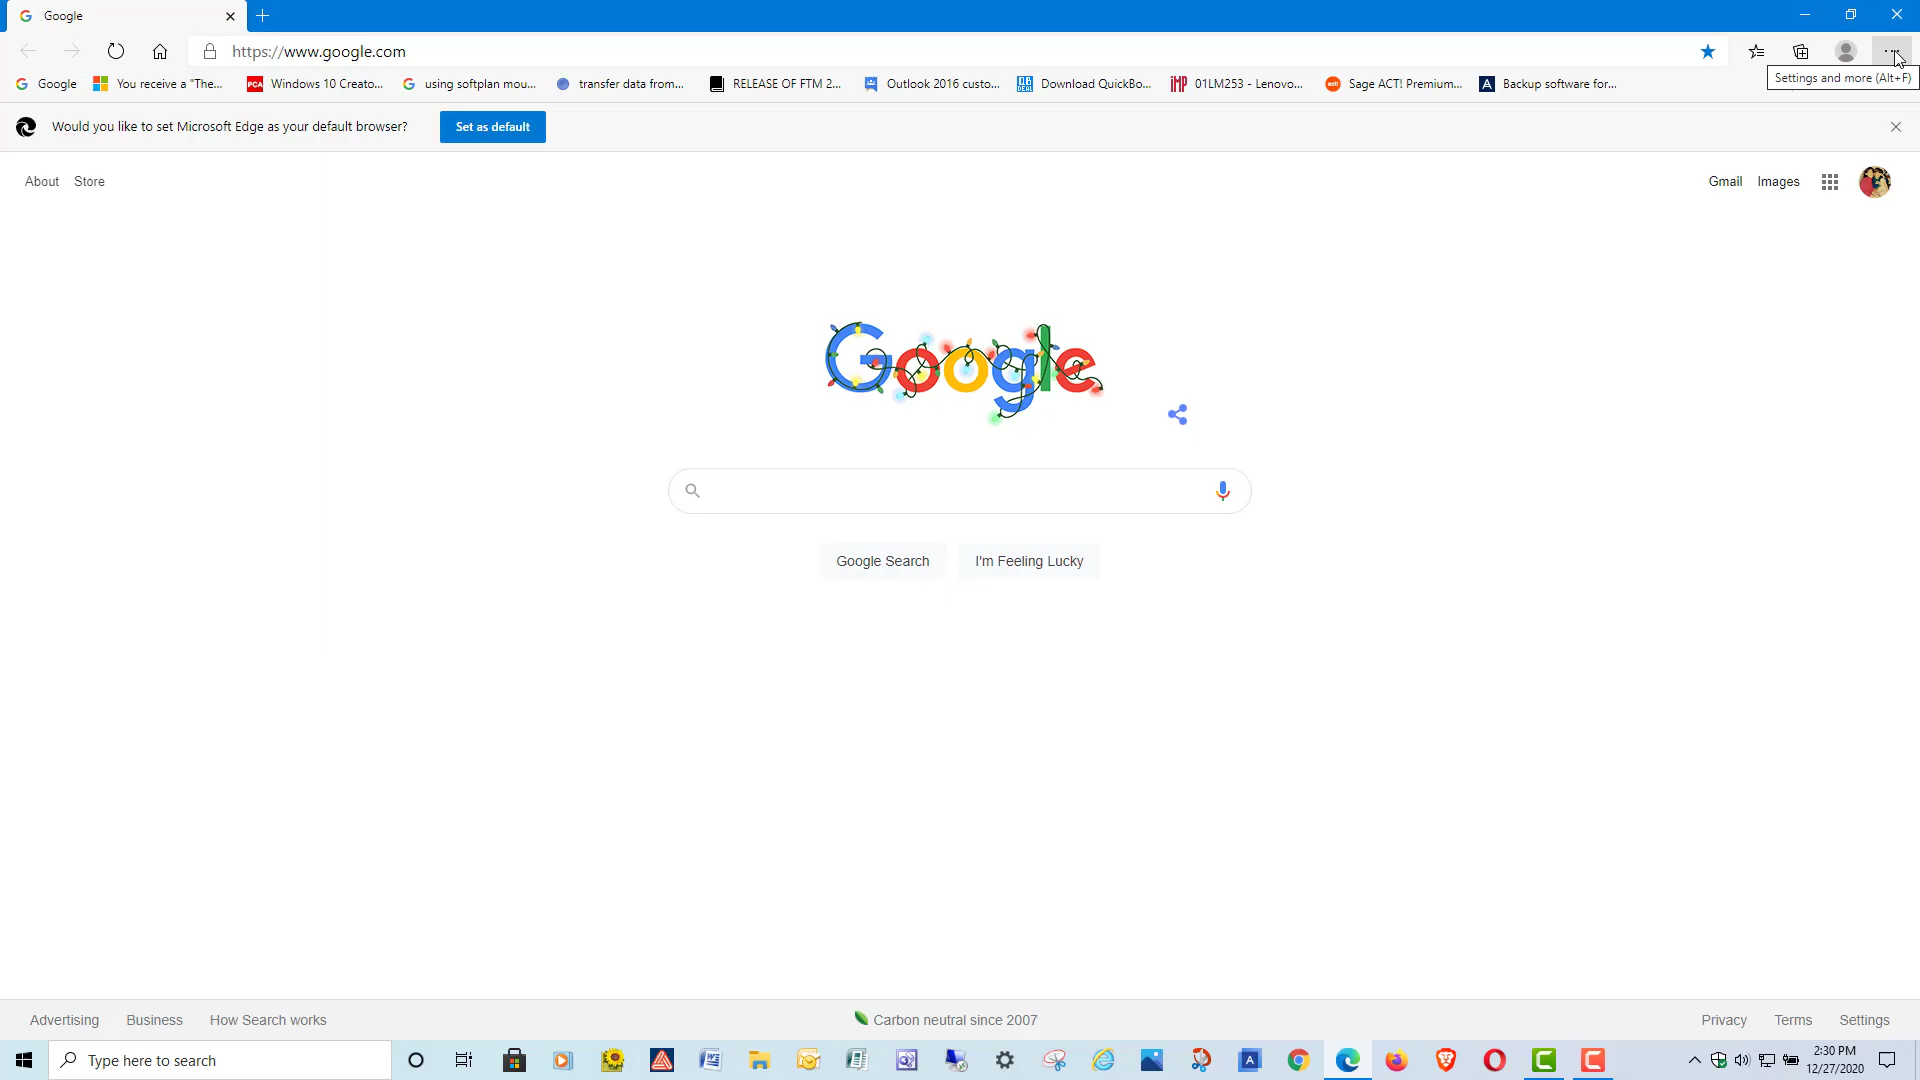 Google
https://www.google.com
Settings and more (Alt+F)
Google
You receive a "The...
PCA Windows 10 Creato...
using softplan mou...
transfer data from...
RELEASE OF FTM 2...
Outlook 2016 custo...
Download QuickBo...
01LM253 - Lenovo...
act! Sage ACT! Premium...
A Backup software for...
Would you like to set Microsoft Edge as your default browser?
Set as default
About
Store
Gmail
Images
Google
Google Search
I'm Feeling Lucky
Advertising
Business
How Search works
Carbon neutral since 2007
Privacy
Terms
Settings
Type here to search
2:30 PM
12/27/2020